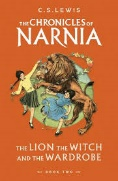 C.S.LEWIS
THE CHRONICLES OF
NARNIA
THE LION THE WITCH
AND THE WARDROBE
BOOK TWO